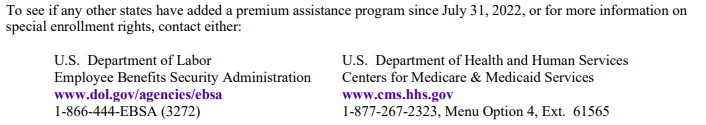 To see if any other states have added a premium assistance program since July 31, 2022, or for more information on
special enrollment rights, contact either:
U.S. Department of Labor
Employee Benefits Security Administration
www.dol.gov/agencies/ebsa
1-866-444-EBSA (3272)
U.S. Department of Health and Human Services
Centers for Medicare & Medicaid Services
www.cms.hhs.gov
1-877-267-2323, Menu Option 4, Ext. 61565